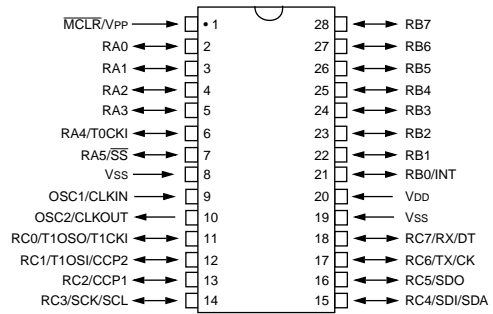 MCLR/VPP 1 28 RB7
RA0 2 27 RB6
RA1 3 26 RB5
RA2 4 25 RB4
RA3 5 24 RB3
RA4/T0CKI 6 23 RB2
RA5/SS 7 22 RB1
VSS 8 21 RB0/INT
OSC1/CLKIN 9 20 VDD
OSC2/CLKOUT 10 19 VSS
RC0/T1OSO/T1CKI 11 18 RC7/RX/DT
RC1/T1OSI/CCP2 12 17 RC6/TX/CK
RC2/CCP1 13 16 RC5/SDO
RC3/SCK/SCL 14 15 RC4/SDI/SDA